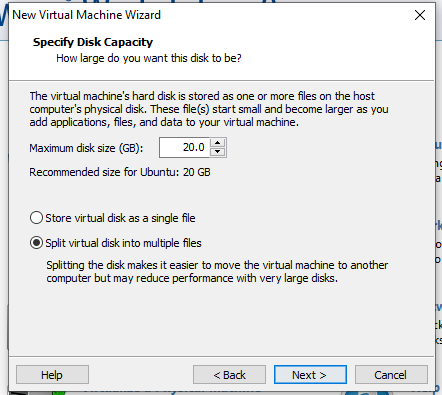 New Virtual Machine Wizard
Specify Disk Capacity
How large do you want this disk to be?
The virtual machine's hard disk is stored as one or more files on the host
computer's physical disk. These file(s) start small and become larger as you
add applications, files, and data to your virtual machine.
Maximum disk size (GB): 20.0
Recommended size for Ubuntu: 20 GB
Store virtual disk as a single file
Split virtual disk into multiple files
Splitting the disk makes it easier to move the virtual machine to another
computer but may reduce performance with very large disks.
Help < Back Next > Cancel